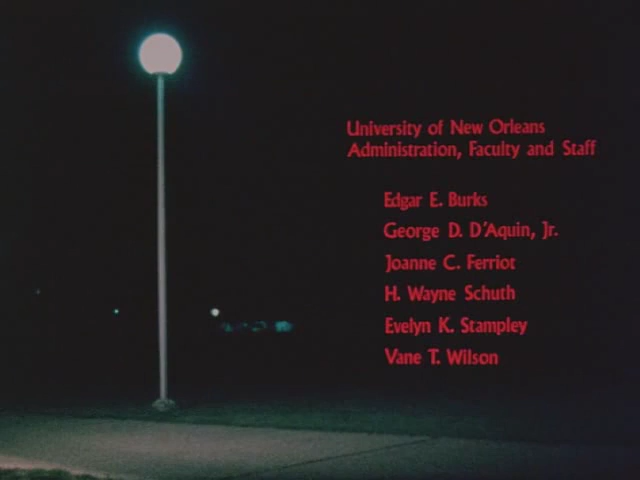 University of New Orleans
Administration, Faculty and Staff
Edgar E. Burks
George D. D'Aquin, Jr.
Joanne C. Ferriot
H. Wayne Schuth
Evelyn K. Stampley
Vane T. Wilson